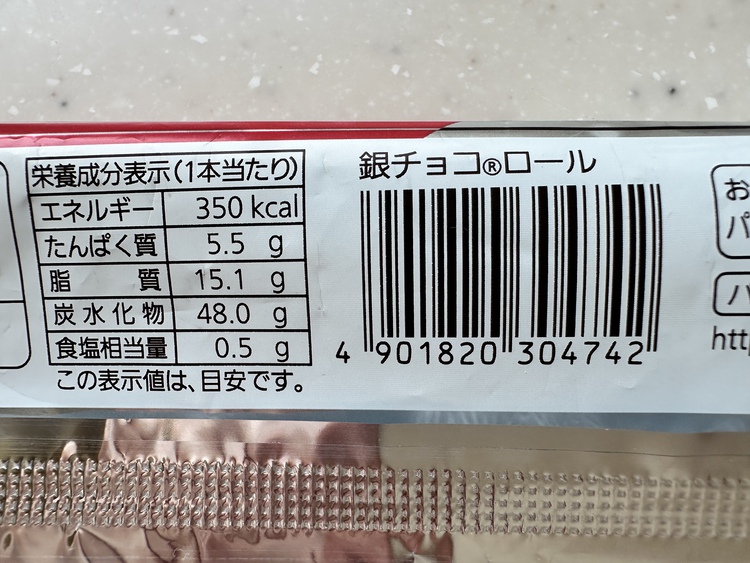 栄養成分表示(1本当たり)
エネルギー 350 kcal
たんぱく質 5.5 g
脂質 15.1 g
炭水化物 48.0 g
食塩相当量 0.5 g
この表示値は、目安です。
銀チョコ®ロール
4 901820 304742
お
パ
パ
htt